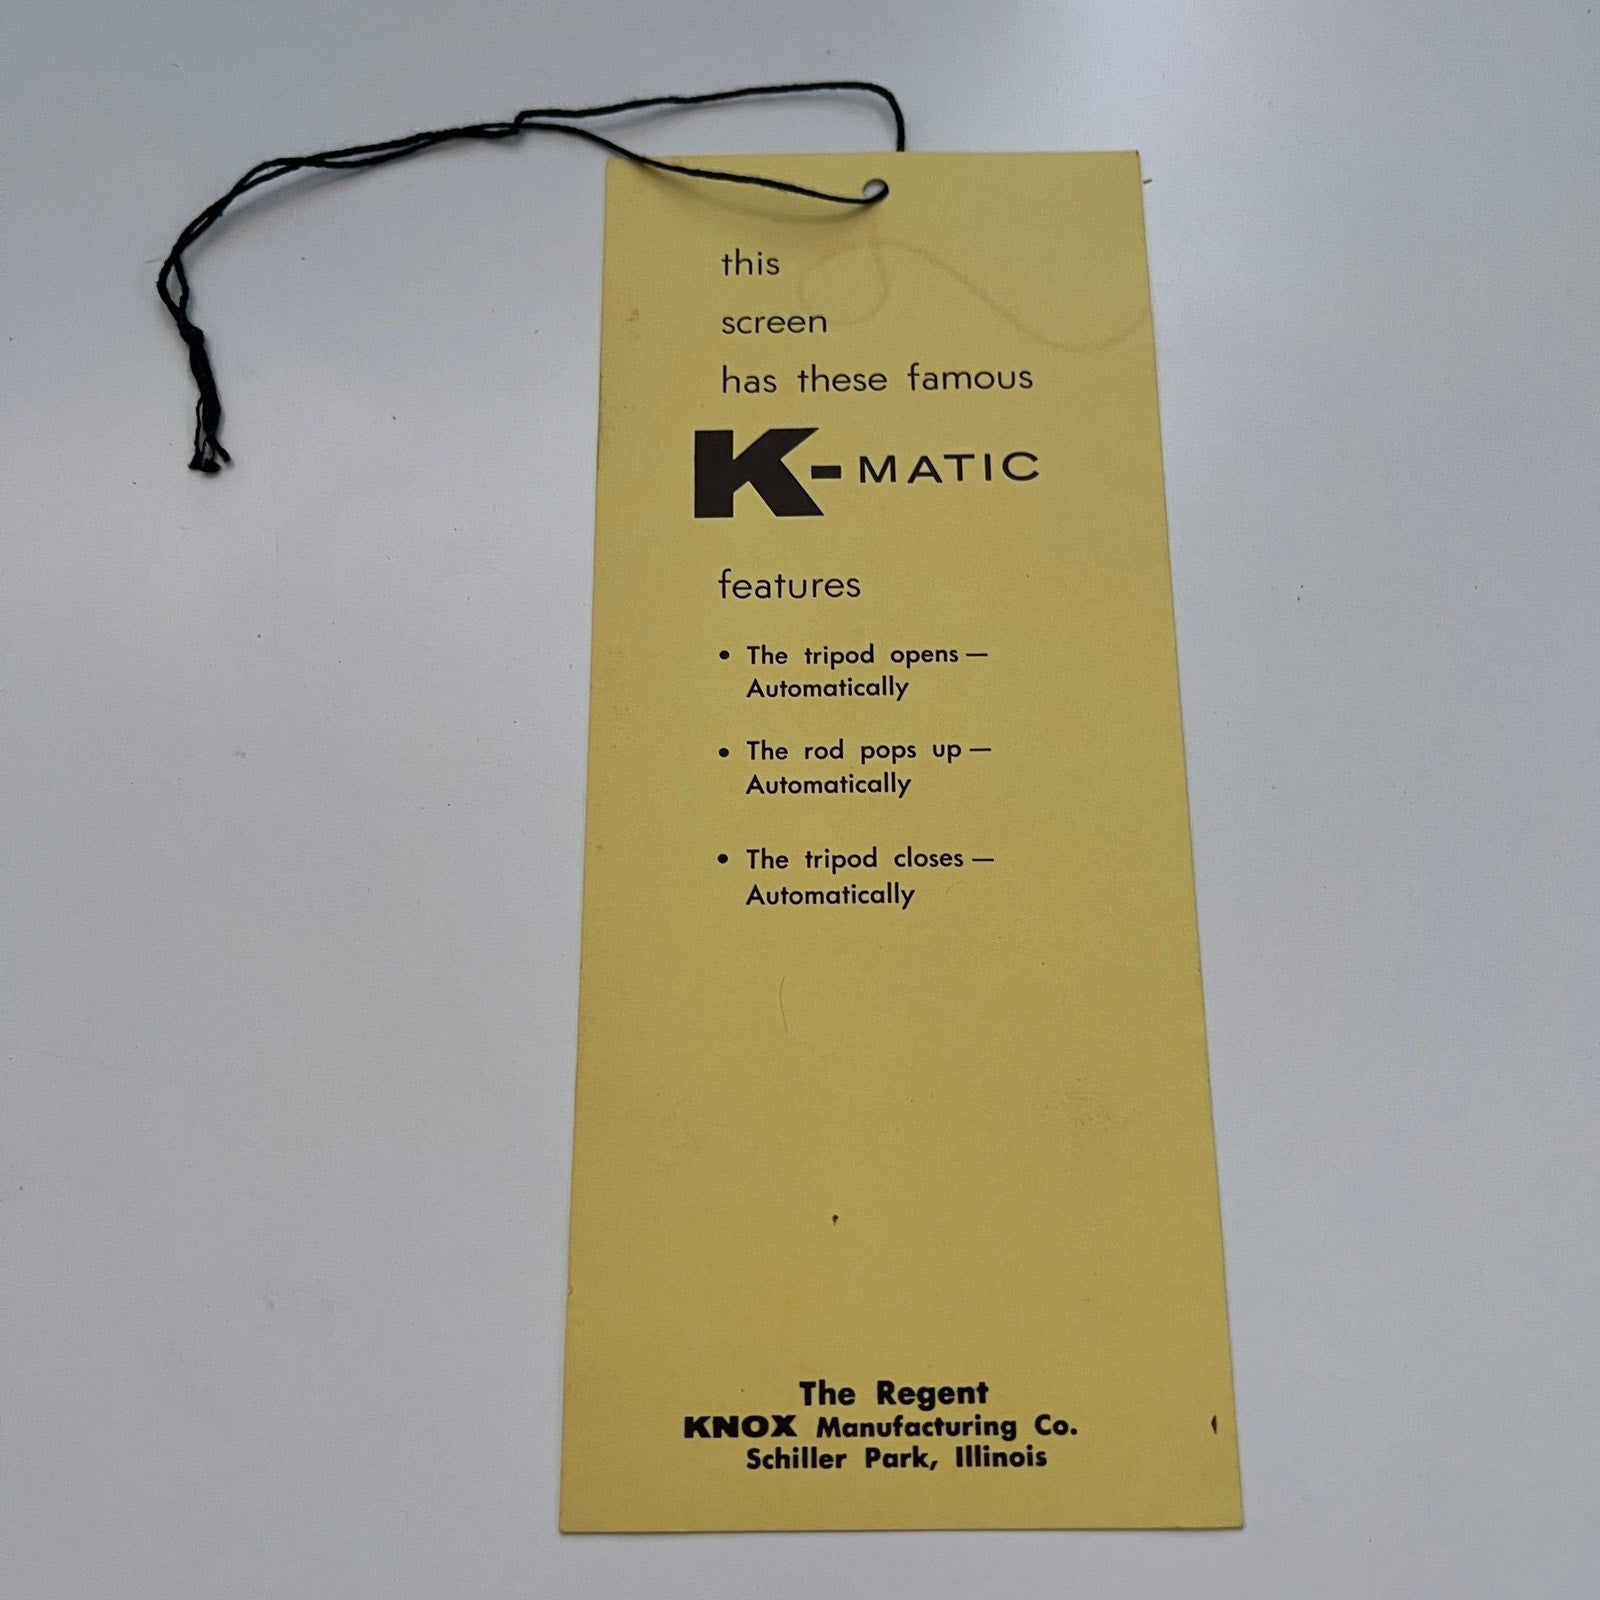 this
screen
has these famous
K-MATIC
features
• The tripod opens —
Automatically
• The rod pops up —
Automatically
• The tripod closes —
Automatically
The Regent
KNOX Manufacturing Co.
Schiller Park, Illinois